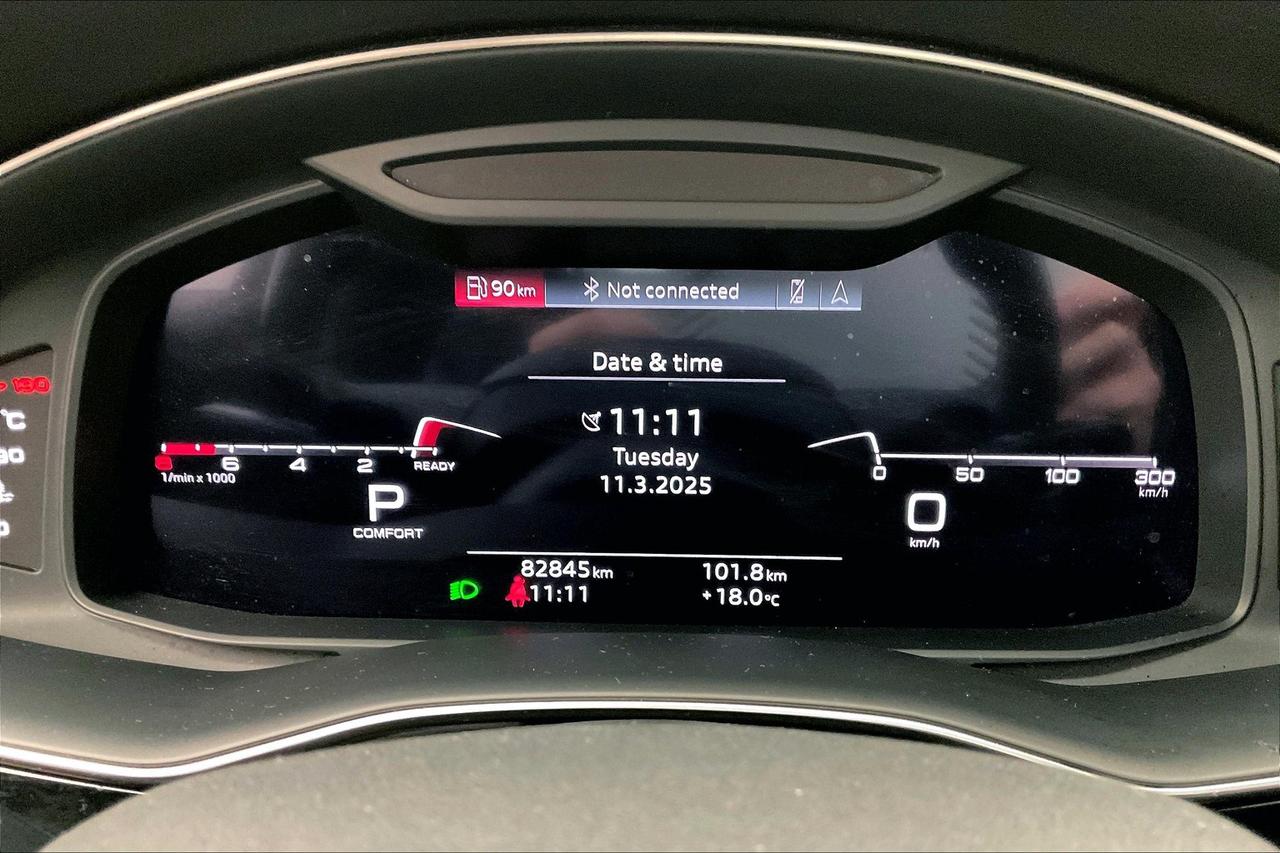 90 km
Not connected
Date & time
11:11
Tuesday
11.3.2025
6 4 2 READY
1/min x 1000
P
COMFORT
0 50 100 300
km/h
0
km/h
82845 km 101.8 km
11:11 +18.0 °C
°C
90